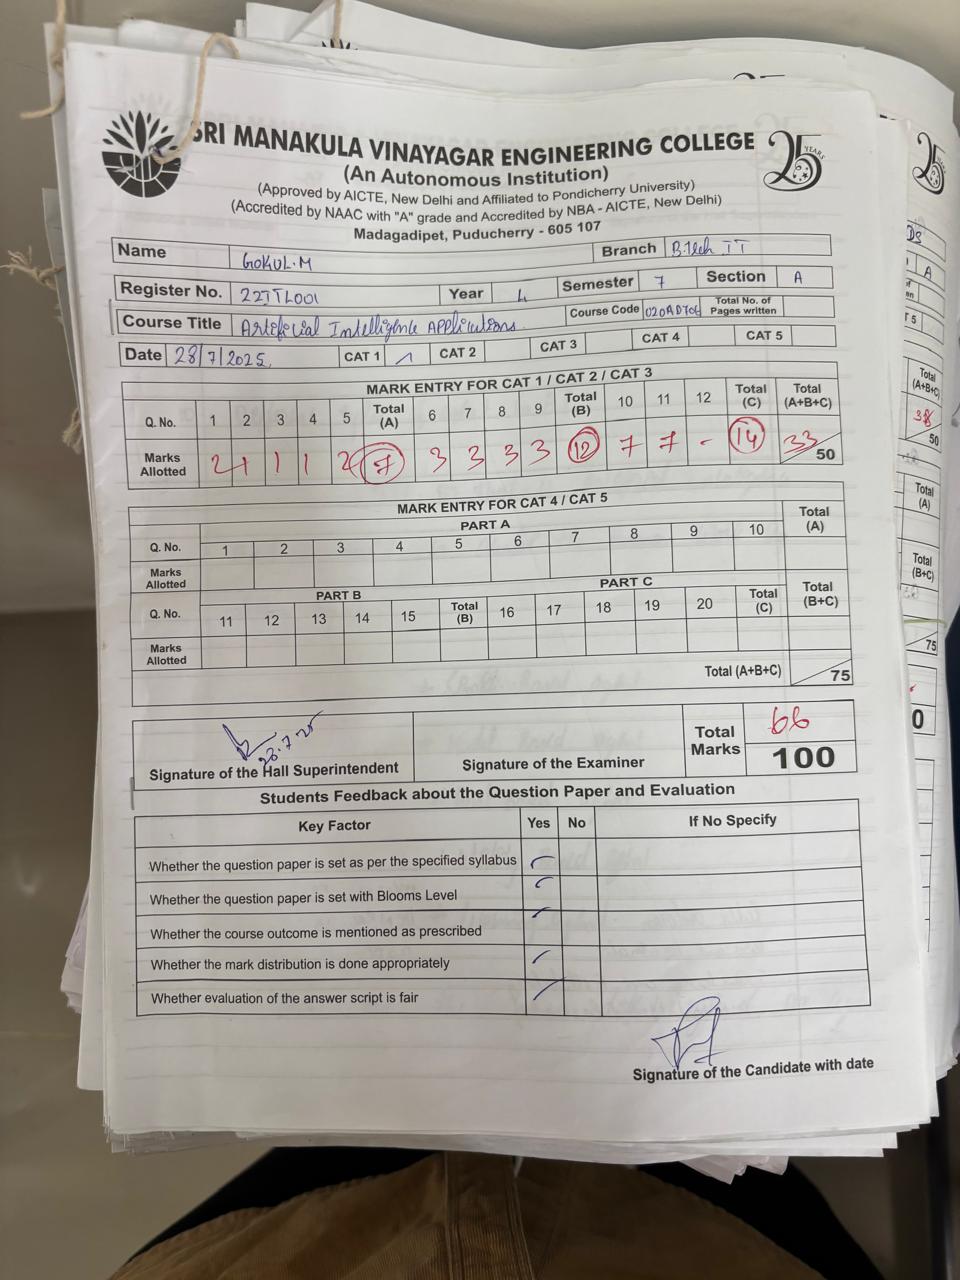 SRI MANAKULA VINAYAGAR ENGINEERING COLLEGE
(An Autonomous Institution)
(Approved by AICTE, New Delhi and Affiliated to Pondicherry University)
(Accredited by NAAC with "A" grade and Accredited by NBA - AICTE, New Delhi)
Madagadipet, Puducherry - 605 107
25 YEARS
Name GOKUL.M Branch B.Tech IT
Register No. 22TTL001 Year 4 Semester 7 Section A
Course Title Artificial Intelligence Applications Course Code Total No. of Pages written
Date 28/7/2025 CAT 1 CAT 2 CAT 3 CAT 4 CAT 5
MARK ENTRY FOR CAT 1 / CAT 2 / CAT 3
Q. No. 1 2 3 4 5 Total (A) 6 7 8 9 Total (B) 10 11 12 Total (C) Total (A+B+C)
Marks Allotted 2 1 1 1 2 7 3 3 3 3 12 7 7 - 14 33 50
MARK ENTRY FOR CAT 4 / CAT 5
PART A Total (A)
Q. No. 1 2 3 4 5 6 7 8 9 10
Marks Allotted
PART B PART C
Q. No. 11 12 13 14 15 Total (B) 16 17 18 19 20 Total (C) Total (B+C)
Marks Allotted
Total (A+B+C) 75
28.7.25
Signature of the Hall Superintendent Signature of the Examiner Total Marks 66 100
Students Feedback about the Question Paper and Evaluation
Key Factor Yes No If No Specify
Whether the question paper is set as per the specified syllabus
Whether the question paper is set with Blooms Level
Whether the course outcome is mentioned as prescribed
Whether the mark distribution is done appropriately
Whether evaluation of the answer script is fair
Signature of the Candidate with date
25
DS
A
T 5
Total (A+B+C)
38
50
Total (A)
Total (B+C)
75
0